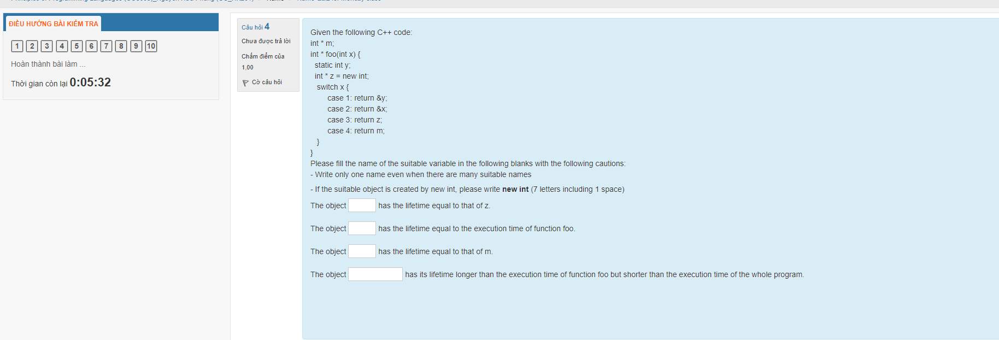 ĐIỀU HƯỚNG BÀI KIỂM TRA
1 2 3 4 5 6 7 8 9 10
Hoàn thành bài làm ...
Thời gian còn lại 0:05:32
Câu hỏi 4
Chưa được trả lời
Chấm điểm của
1,00
Cờ câu hỏi
Given the following C++ code:
int * m;
int * foo(int x) {
static int y;
int * z = new int;
switch x {
case 1: return &y;
case 2: return &x;
case 3: return z;
case 4: return m;
}
}
Please fill the name of the suitable variable in the following blanks with the following cautions:
- Write only one name even when there are many suitable names
- If the suitable object is created by new int, please write new int (7 letters including 1 space)
The object has the lifetime equal to that of z.
The object has the lifetime equal to the execution time of function foo.
The object has the lifetime equal to that of m.
The object has its lifetime longer than the execution time of function foo but shorter than the execution time of the whole program.